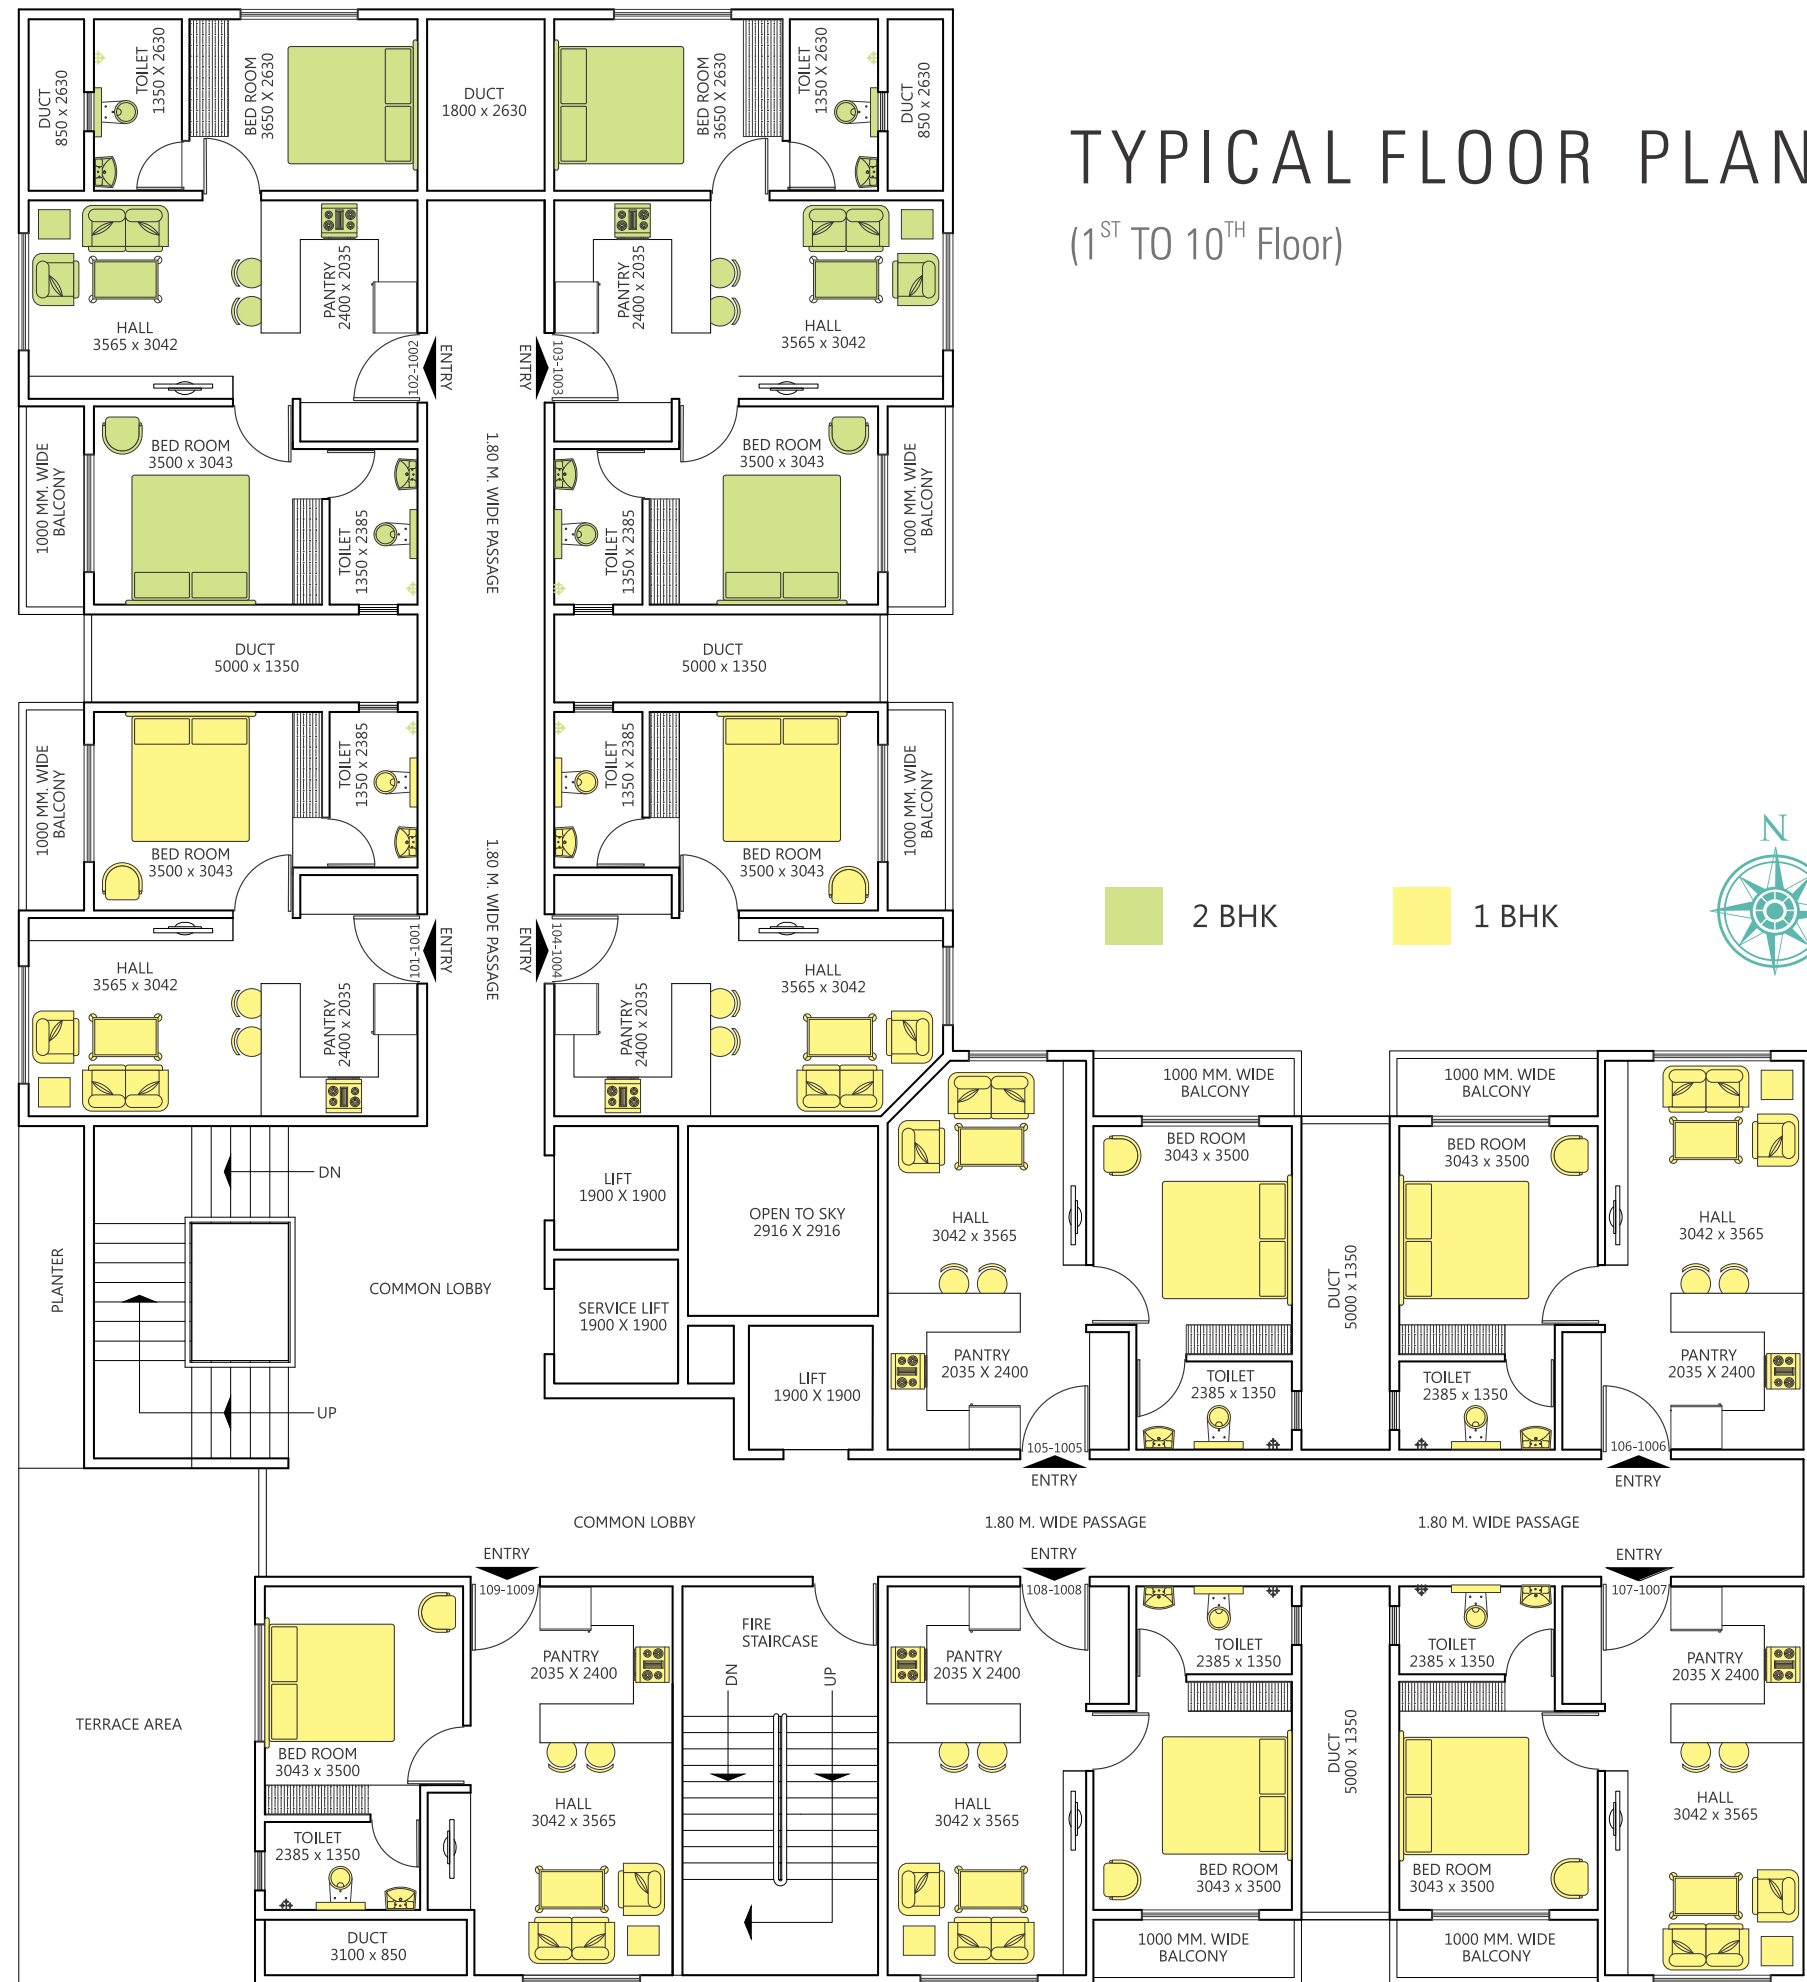 TYPICAL FLOOR PLAN
(1ST TO 10TH Floor)
DUCT
850 x 2630
TOILET
1350 X 2630
BED ROOM
3650 X 2630
DUCT
1800 x 2630
BED ROOM
3650 X 2630
TOILET
1350 X 2630
DUCT
850 x 2630
HALL
3565 x 3042
PANTRY
2400 x 2035
102-1002
ENTRY
ENTRY
103-1003
PANTRY
2400 x 2035
HALL
3565 x 3042
1000 MM. WIDE
BALCONY
BED ROOM
3500 x 3043
TOILET
1350 x 2385
1.80 M. WIDE PASSAGE
TOILET
1350 x 2385
BED ROOM
3500 x 3043
1000 MM. WIDE
BALCONY
DUCT
5000 x 1350
DUCT
5000 x 1350
1000 MM. WIDE
BALCONY
BED ROOM
3500 x 3043
TOILET
1350 x 2385
1.80 M. WIDE PASSAGE
TOILET
1350 x 2385
BED ROOM
3500 x 3043
1000 MM. WIDE
BALCONY
2 BHK
1 BHK
N
HALL
3565 x 3042
PANTRY
2400 x 2035
101-1001
ENTRY
ENTRY
104-1004
PANTRY
2400 x 2035
HALL
3565 x 3042
PLANTER
DN
UP
COMMON LOBBY
LIFT
1900 X 1900
SERVICE LIFT
1900 X 1900
OPEN TO SKY
2916 X 2916
LIFT
1900 X 1900
HALL
3042 x 3565
PANTRY
2035 X 2400
105-1005
ENTRY
1000 MM. WIDE
BALCONY
BED ROOM
3043 x 3500
TOILET
2385 x 1350
DUCT
5000 x 1350
1000 MM. WIDE
BALCONY
BED ROOM
3043 x 3500
TOILET
2385 x 1350
HALL
3042 x 3565
PANTRY
2035 X 2400
106-1006
ENTRY
COMMON LOBBY
1.80 M. WIDE PASSAGE
1.80 M. WIDE PASSAGE
TERRACE AREA
ENTRY
109-1009
BED ROOM
3043 x 3500
TOILET
2385 x 1350
DUCT
3100 x 850
PANTRY
2035 X 2400
HALL
3042 x 3565
FIRE
STAIRCASE
DN
UP
ENTRY
108-1008
PANTRY
2035 X 2400
HALL
3042 x 3565
TOILET
2385 x 1350
BED ROOM
3043 x 3500
1000 MM. WIDE
BALCONY
DUCT
5000 x 1350
ENTRY
107-1007
TOILET
2385 x 1350
BED ROOM
3043 x 3500
1000 MM. WIDE
BALCONY
PANTRY
2035 X 2400
HALL
3042 x 3565